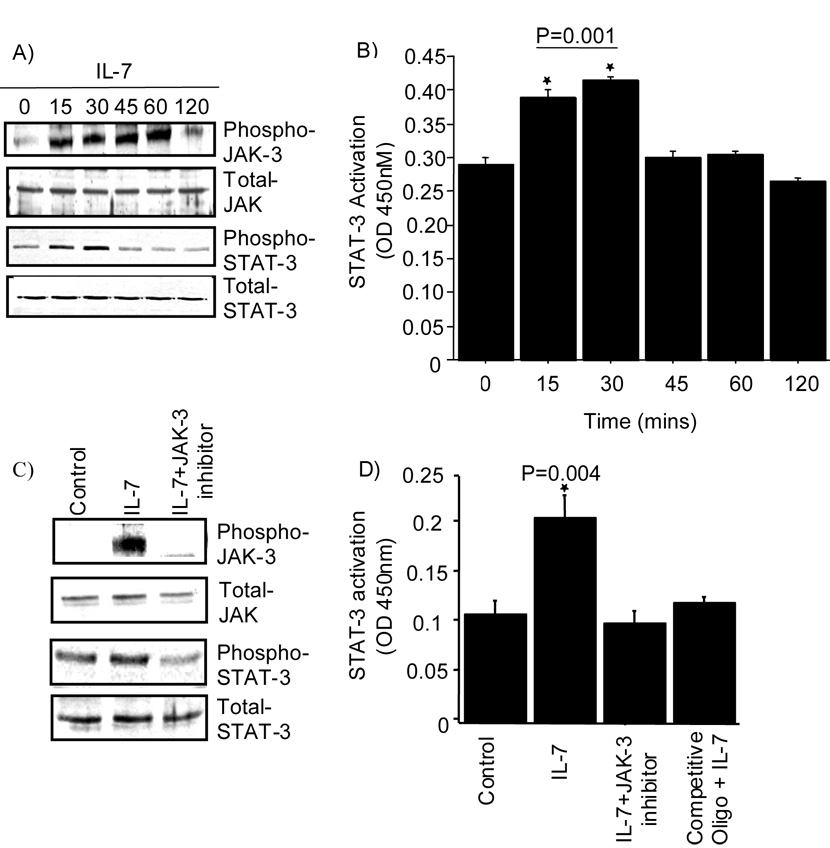 A)
IL-7
0 15 30 45 60 120
Phospho-
JAK-3
Total-
JAK
Phospho-
STAT-3
Total-
STAT-3
B)
P=0.001
STAT-3 Activation
(OD 450nM)
0.45
0.40
0.35
0.30
0.25
0.20
0.15
0.10
0.05
0
0 15 30 45 60 120
Time (mins)
C)
Control
IL-7
IL-7+JAK-3
inhibitor
Phospho-
JAK-3
Total-
JAK
Phospho-
STAT-3
Total-
STAT-3
D)
P=0.004
STAT-3 activation
(OD 450nm)
0.25
0.2
0.15
0.1
0.05
0
Control
IL-7
IL-7+JAK-3
inhibitor
Competitive
Oligo + IL-7